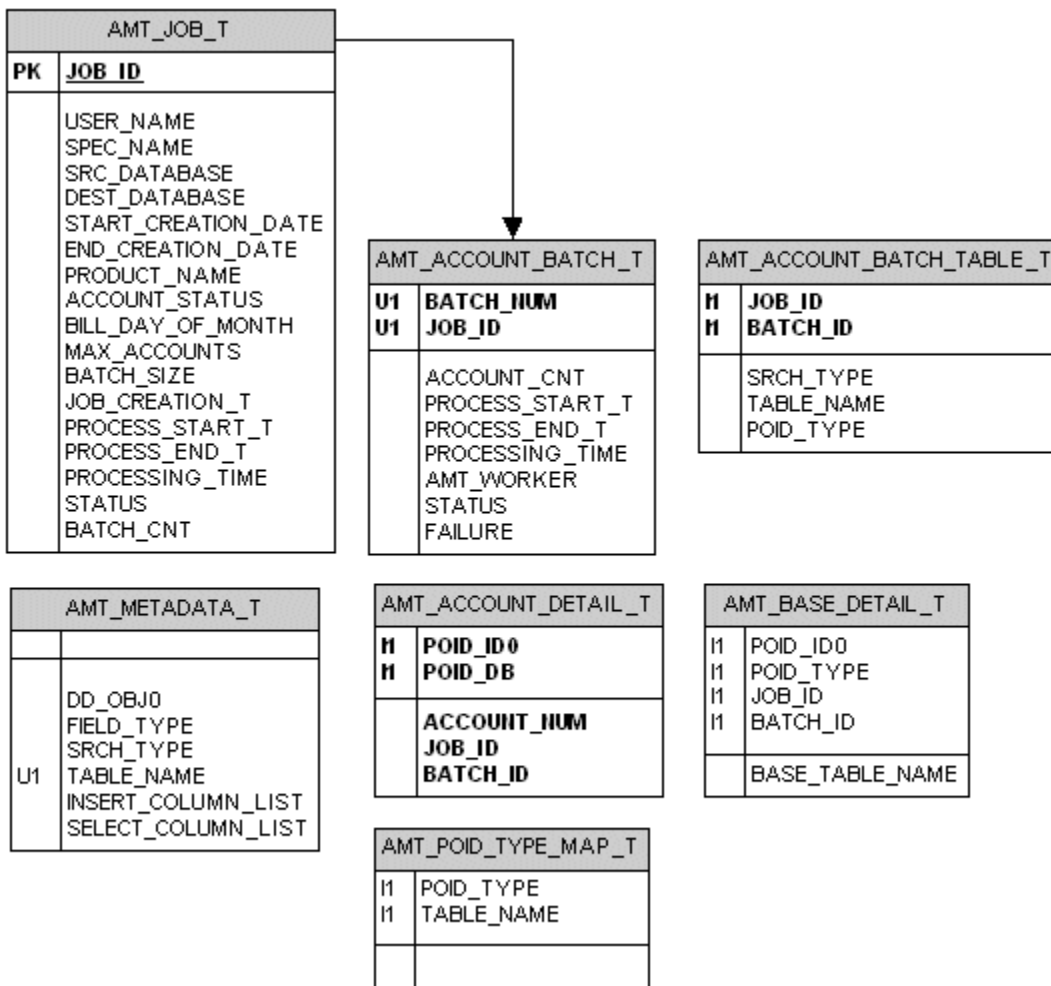 AMT_JOB_T
PK JOB_ID
USER_NAME
SPEC_NAME
SRC_DATABASE
DEST_DATABASE
START_CREATION_DATE
END_CREATION_DATE
PRODUCT_NAME
ACCOUNT_STATUS
BILL_DAY_OF_MONTH
MAX_ACCOUNTS
BATCH_SIZE
JOB_CREATION_T
PROCESS_START_T
PROCESS_END_T
PROCESSING_TIME
STATUS
BATCH_CNT
AMT_ACCOUNT_BATCH_T
U1 BATCH_NUM
U1 JOB_ID
ACCOUNT_CNT
PROCESS_START_T
PROCESS_END_T
PROCESSING_TIME
AMT_WORKER
STATUS
FAILURE
AMT_ACCOUNT_BATCH_TABLE_T
I1 JOB_ID
I1 BATCH_ID
SRCH_TYPE
TABLE_NAME
POID_TYPE
AMT_METADATA_T
DD_OBJ0
FIELD_TYPE
SRCH_TYPE
U1 TABLE_NAME
INSERT_COLUMN_LIST
SELECT_COLUMN_LIST
AMT_ACCOUNT_DETAIL_T
I1 POID_ID0
I1 POID_DB
ACCOUNT_NUM
JOB_ID
BATCH_ID
AMT_BASE_DETAIL_T
I1 POID_ID0
I1 POID_TYPE
I1 JOB_ID
I1 BATCH_ID
BASE_TABLE_NAME
AMT_POID_TYPE_MAP_T
I1 POID_TYPE
I1 TABLE_NAME